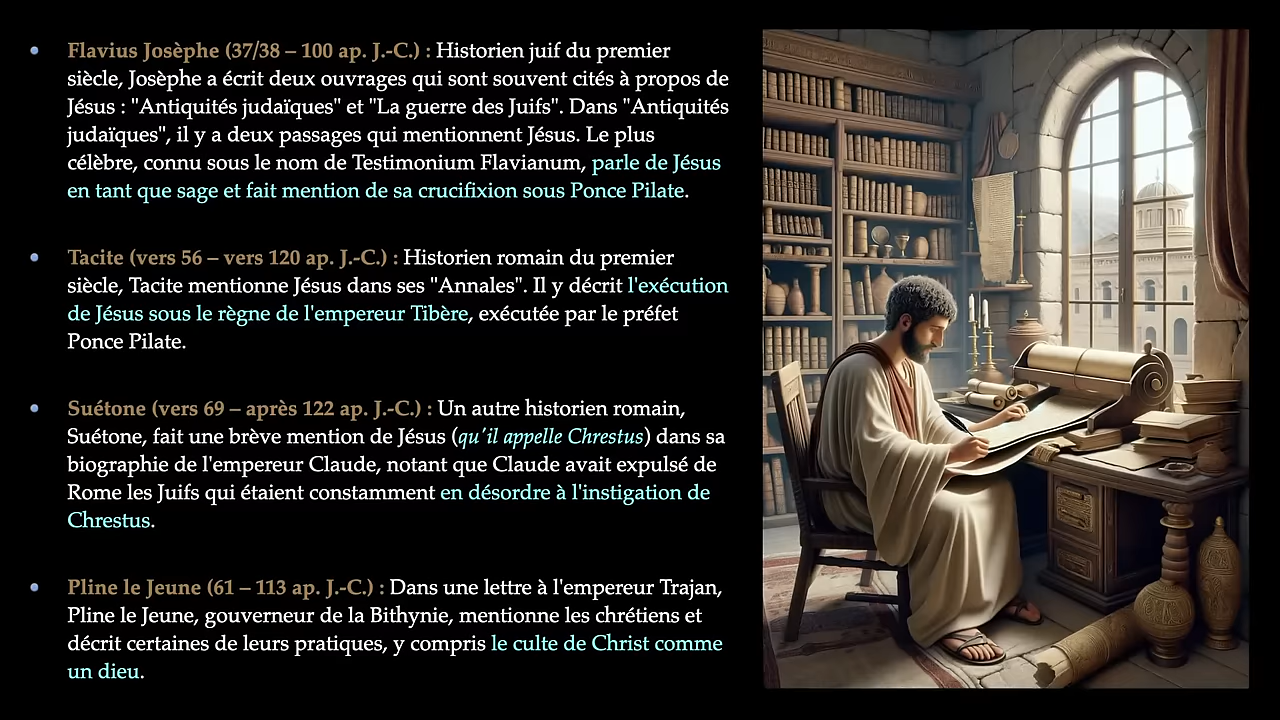 Flavius Josèphe (37/38 – 100 ap. J.-C.) : Historien juif du premier
siècle, Josèphe a écrit deux ouvrages qui sont souvent cités à propos de
Jésus : "Antiquités judaïques" et "La guerre des Juifs". Dans "Antiquités
judaïques", il y a deux passages qui mentionnent Jésus. Le plus
célèbre, connu sous le nom de Testimonium Flavianum, parle de Jésus
en tant que sage et fait mention de sa crucifixion sous Ponce Pilate.
Tacite (vers 56 – vers 120 ap. J.-C.) : Historien romain du premier
siècle, Tacite mentionne Jésus dans ses "Annales". Il y décrit l'exécution
de Jésus sous le règne de l'empereur Tibère, exécutée par le préfet
Ponce Pilate.
Suétone (vers 69 – après 122 ap. J.-C.) : Un autre historien romain,
Suétone, fait une brève mention de Jésus (qu'il appelle Chrestus) dans sa
biographie de l'empereur Claude, notant que Claude avait expulsé de
Rome les Juifs qui étaient constamment en désordre à l'instigation de
Chrestus.
Pline le Jeune (61 – 113 ap. J.-C.) : Dans une lettre à l'empereur Trajan,
Pline le Jeune, gouverneur de la Bithynie, mentionne les chrétiens et
décrit certaines de leurs pratiques, y compris le culte de Christ comme
un dieu.